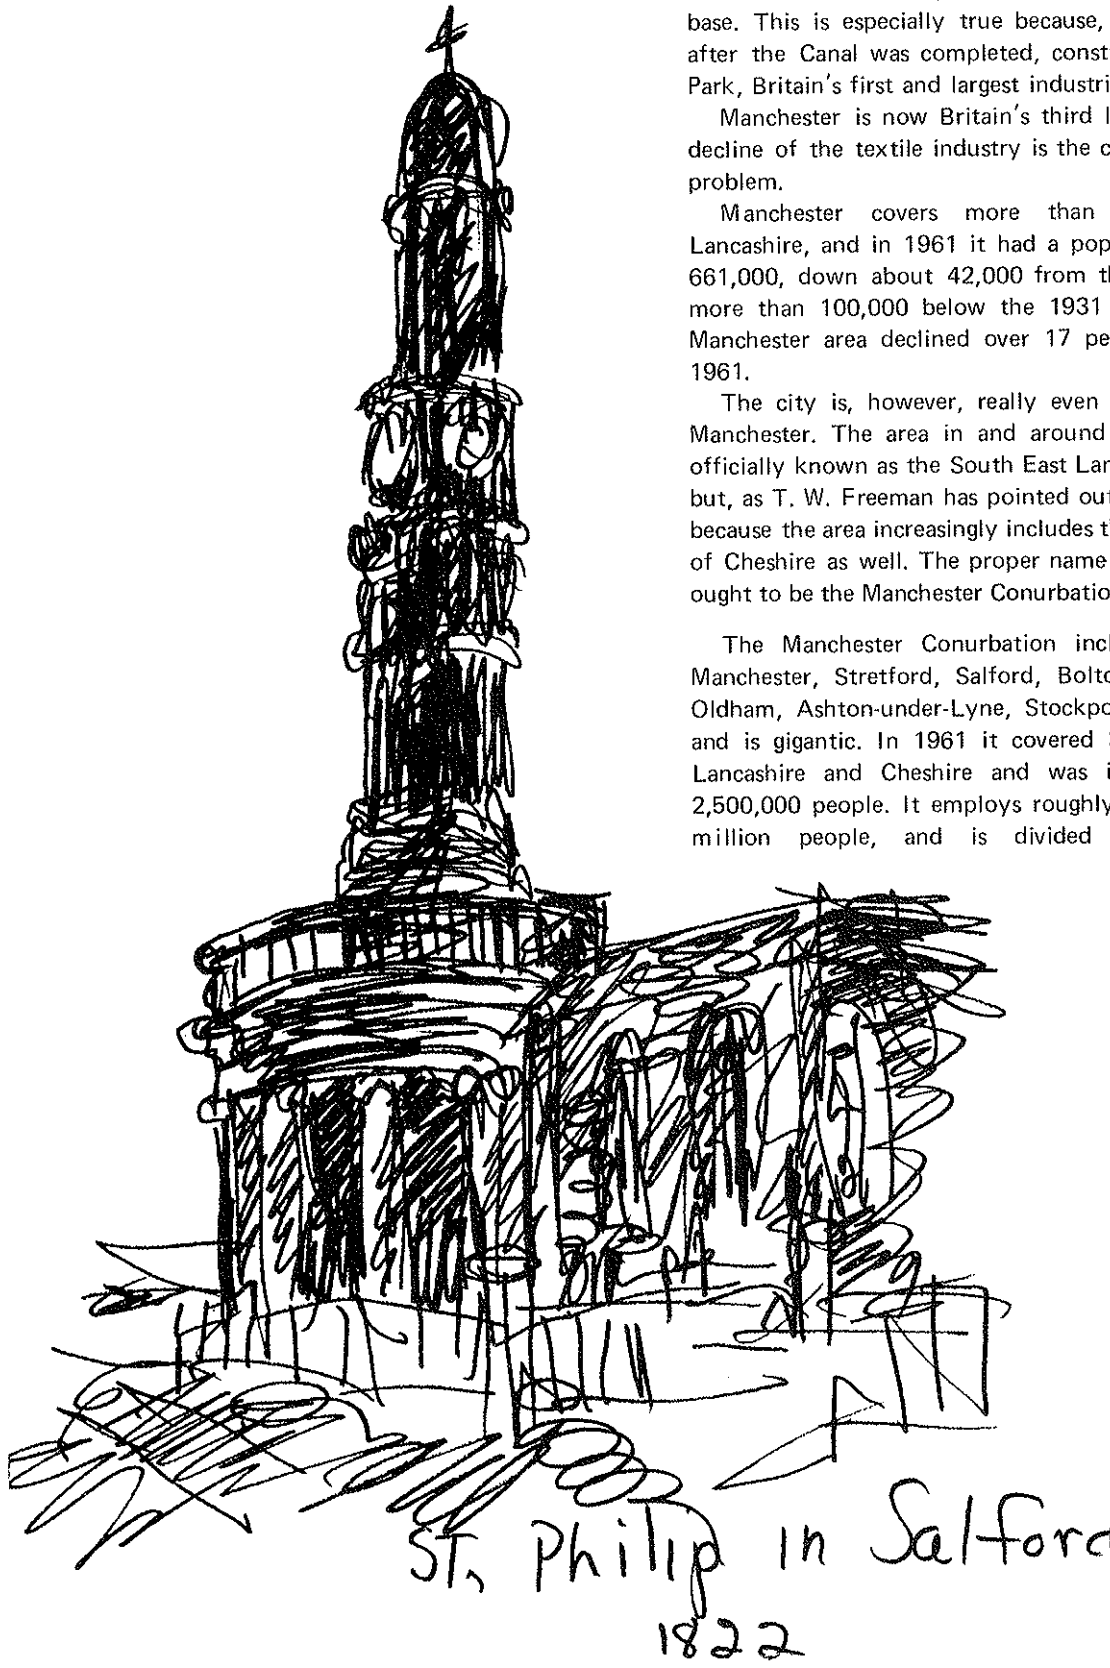 base. This is especially true because,
after the Canal was completed, const
Park, Britain's first and largest industri
Manchester is now Britain's third l
decline of the textile industry is the c
problem.
Manchester covers more than
Lancashire, and in 1961 it had a pop
661,000, down about 42,000 from th
more than 100,000 below the 1931
Manchester area declined over 17 pe
1961.
The city is, however, really even
Manchester. The area in and around
officially known as the South East Lan
but, as T. W. Freeman has pointed out
because the area increasingly includes t
of Cheshire as well. The proper name
ought to be the Manchester Conurbatio
The Manchester Conurbation incl
Manchester, Stretford, Salford, Bolto
Oldham, Ashton-under-Lyne, Stockpo
and is gigantic. In 1961 it covered
Lancashire and Cheshire and was i
2,500,000 people. It employs roughly
million people, and is divided
ST. Philip in Salford
1822